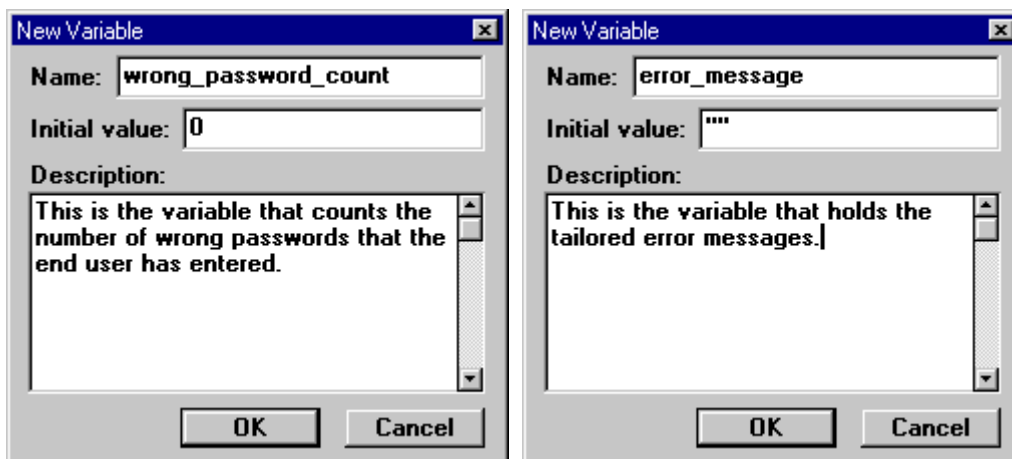 New Variable
Name: wrong_password_count
Initial value: 0
Description:
This is the variable that counts the
number of wrong passwords that the
end user has entered.
OK Cancel
New Variable
Name: error_message
Initial value: ""
Description:
This is the variable that holds the
tailored error messages.
OK Cancel